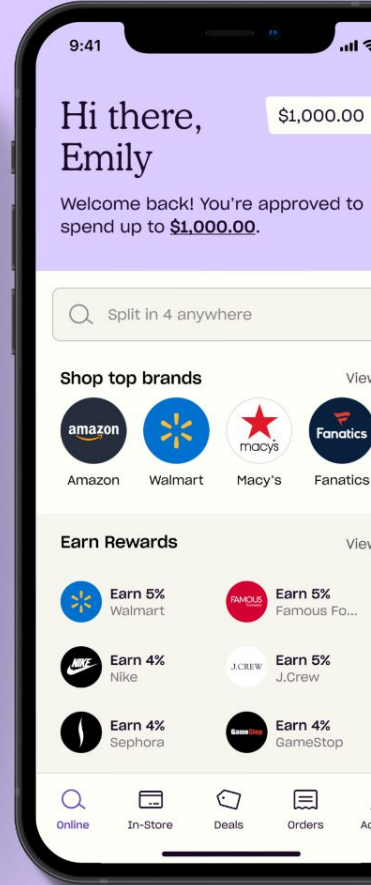 9:41
Hi there,
Emily
$1,000.00
Welcome back! You're approved to
spend up to $1,000.00.
Split in 4 anywhere
Shop top brands
View
amazon
macy's
Fanatics
Amazon
Walmart
Macy's
Fanatics
Earn Rewards
View
Earn 5%
Walmart
FAMOUS
Earn 5%
Famous Fo...
NIKE
Earn 4%
Nike
J.CREW
Earn 5%
J.Crew
Earn 4%
Sephora
GameStop
Earn 4%
GameStop
Online
In-Store
Deals
Orders